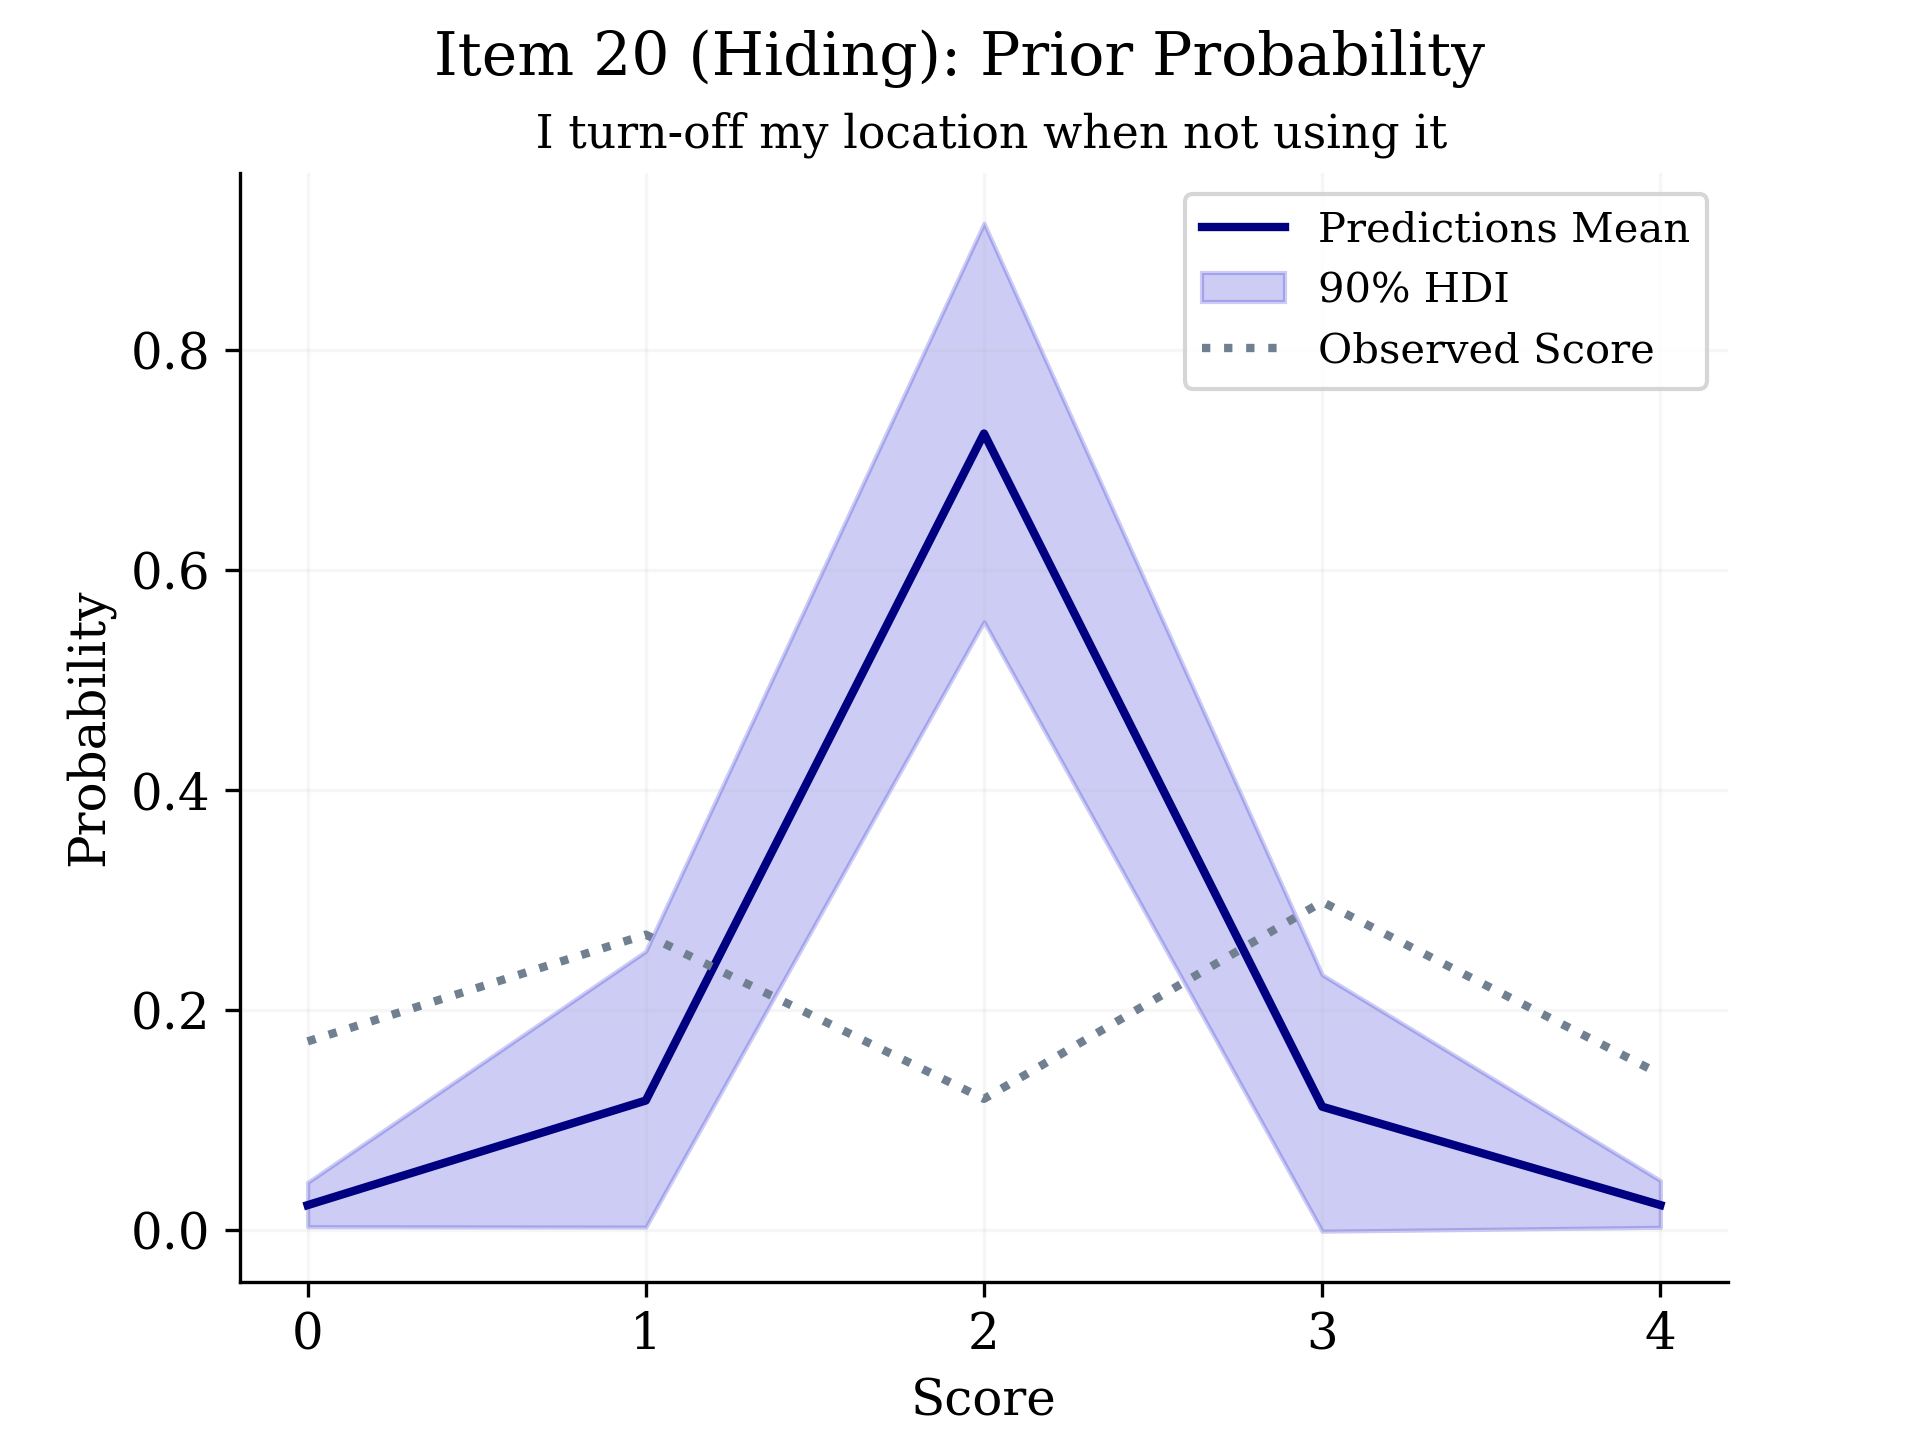 Item 20 (Hiding): Prior Probability
I turn-off my location when not using it
Predictions Mean
90% HDI
Observed Score
0.8
0.6
0.4
0.2
0.0
Probability
0 1 2 3 4
Score